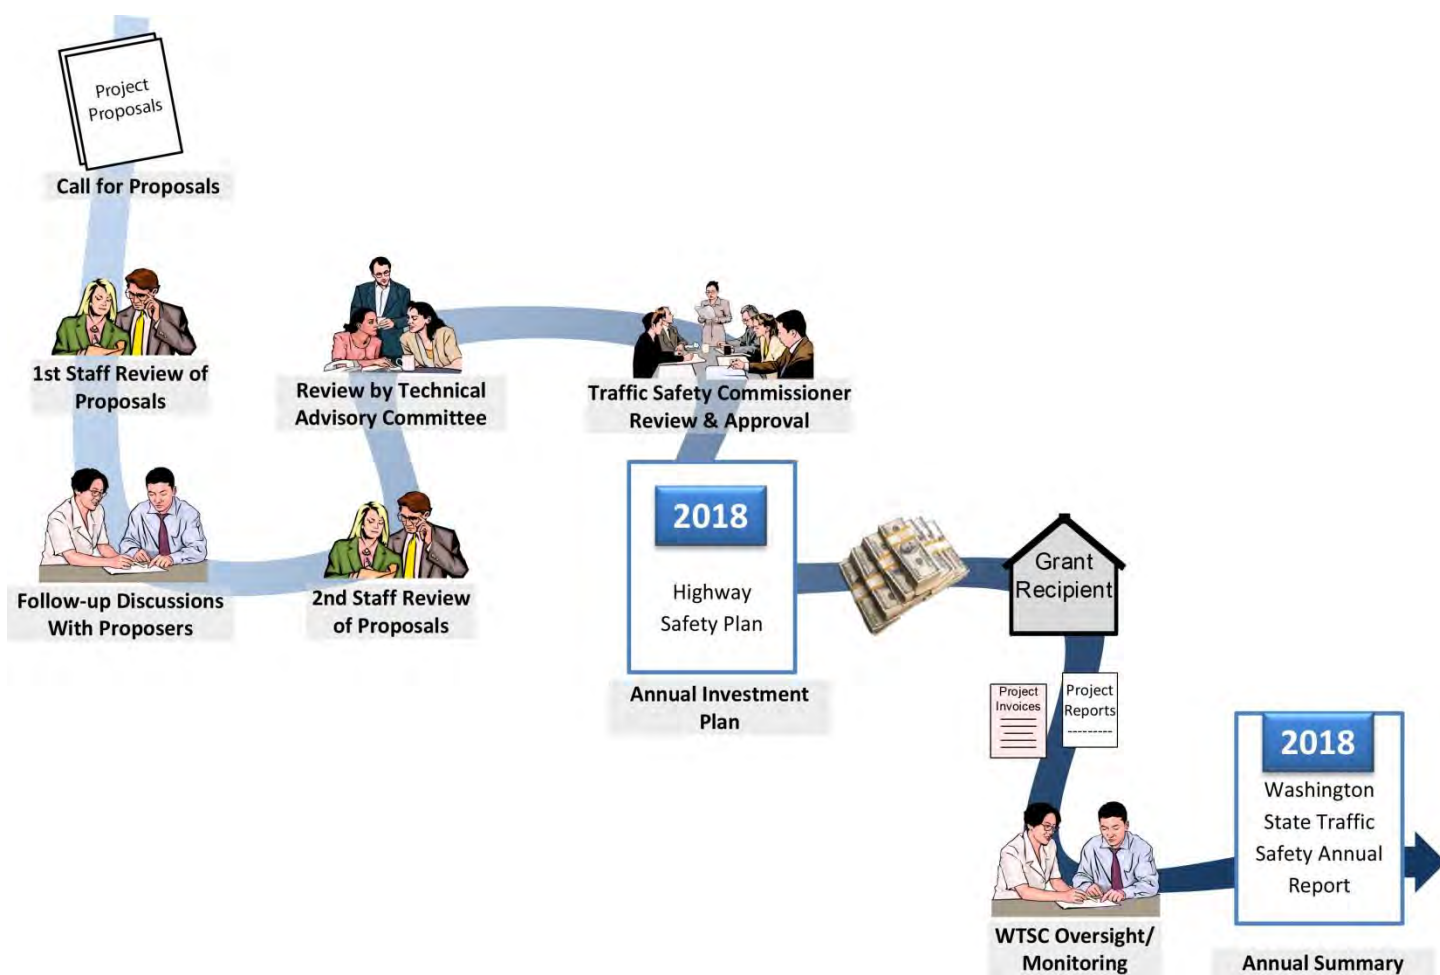 Project
Proposals
Call for Proposals
1st Staff Review of
Proposals
Follow-up Discussions
With Proposers
2nd Staff Review
of Proposals
Review by Technical
Advisory Committee
Traffic Safety Commissioner
Review & Approval
2018
Highway
Safety Plan
Annual Investment
Plan
Grant
Recipient
Project
Invoices
Project
Reports
WTSC Oversight/
Monitoring
2018
Washington
State Traffic
Safety Annual
Report
Annual Summary